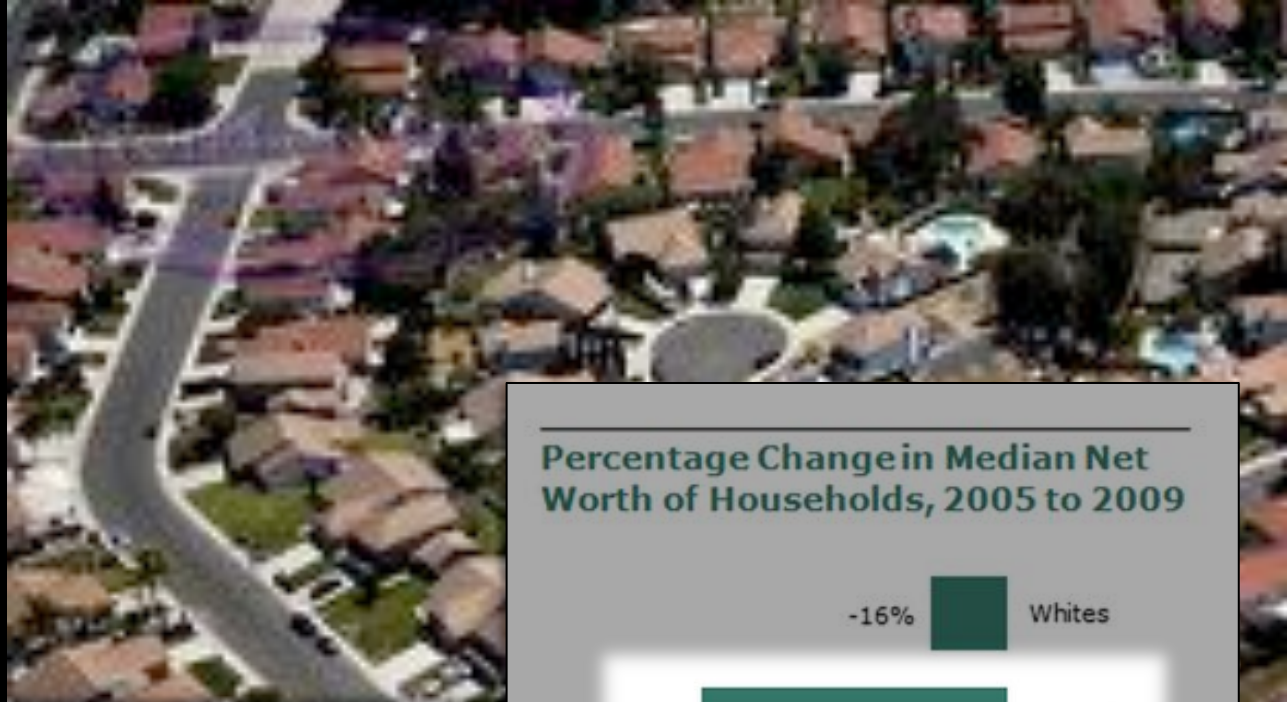 Percentage Change in Median Net
Worth of Households, 2005 to 2009
-16% Whites